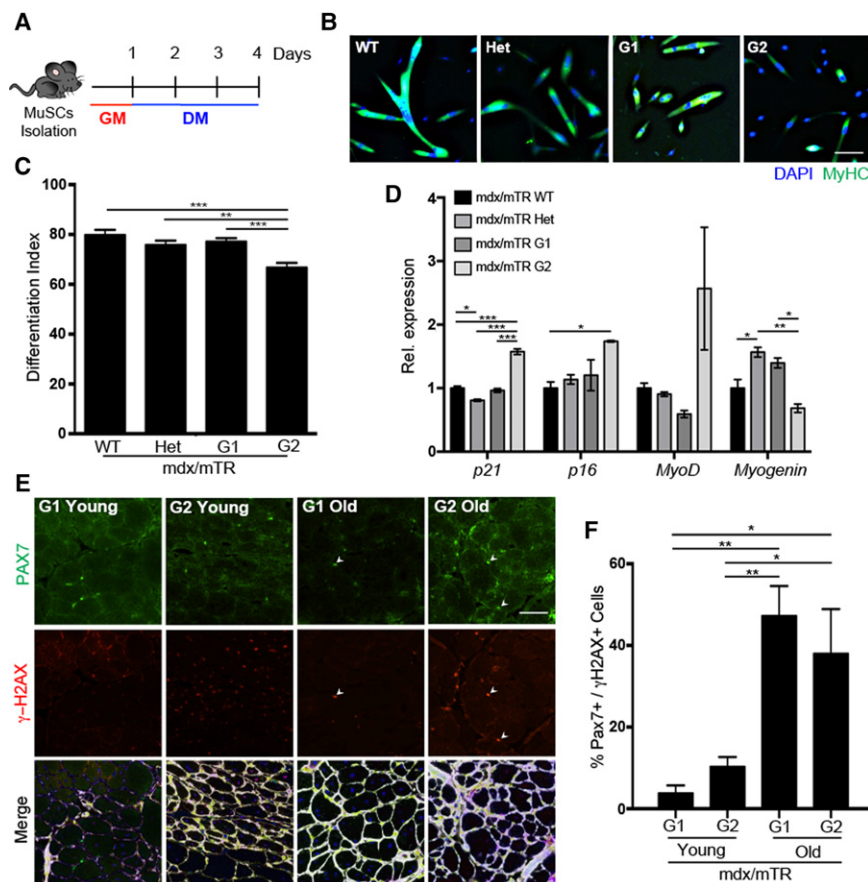 A
1 2 3 4 Days
MuSCs
Isolation
GM DM
B
WT Het G1 G2
DAPI MyHC
C
Differentiation Index
100
80
60
40
20
0
WT Het G1 G2
mdx/mTR
*** 
**
***
D
mdx/mTR WT
mdx/mTR Het
mdx/mTR G1
mdx/mTR G2
Rel. expression
4
2
1
0
*
***
***
***
*
*
*
**
p21 p16 MyoD Myogenin
E
G1 Young G2 Young G1 Old G2 Old
PAX7
γ–H2AX
Merge
F
% Pax7+ / γH2AX+ Cells
60
40
20
0
*
**
*
**
G1 G2 G1 G2
Young Old
mdx/mTR